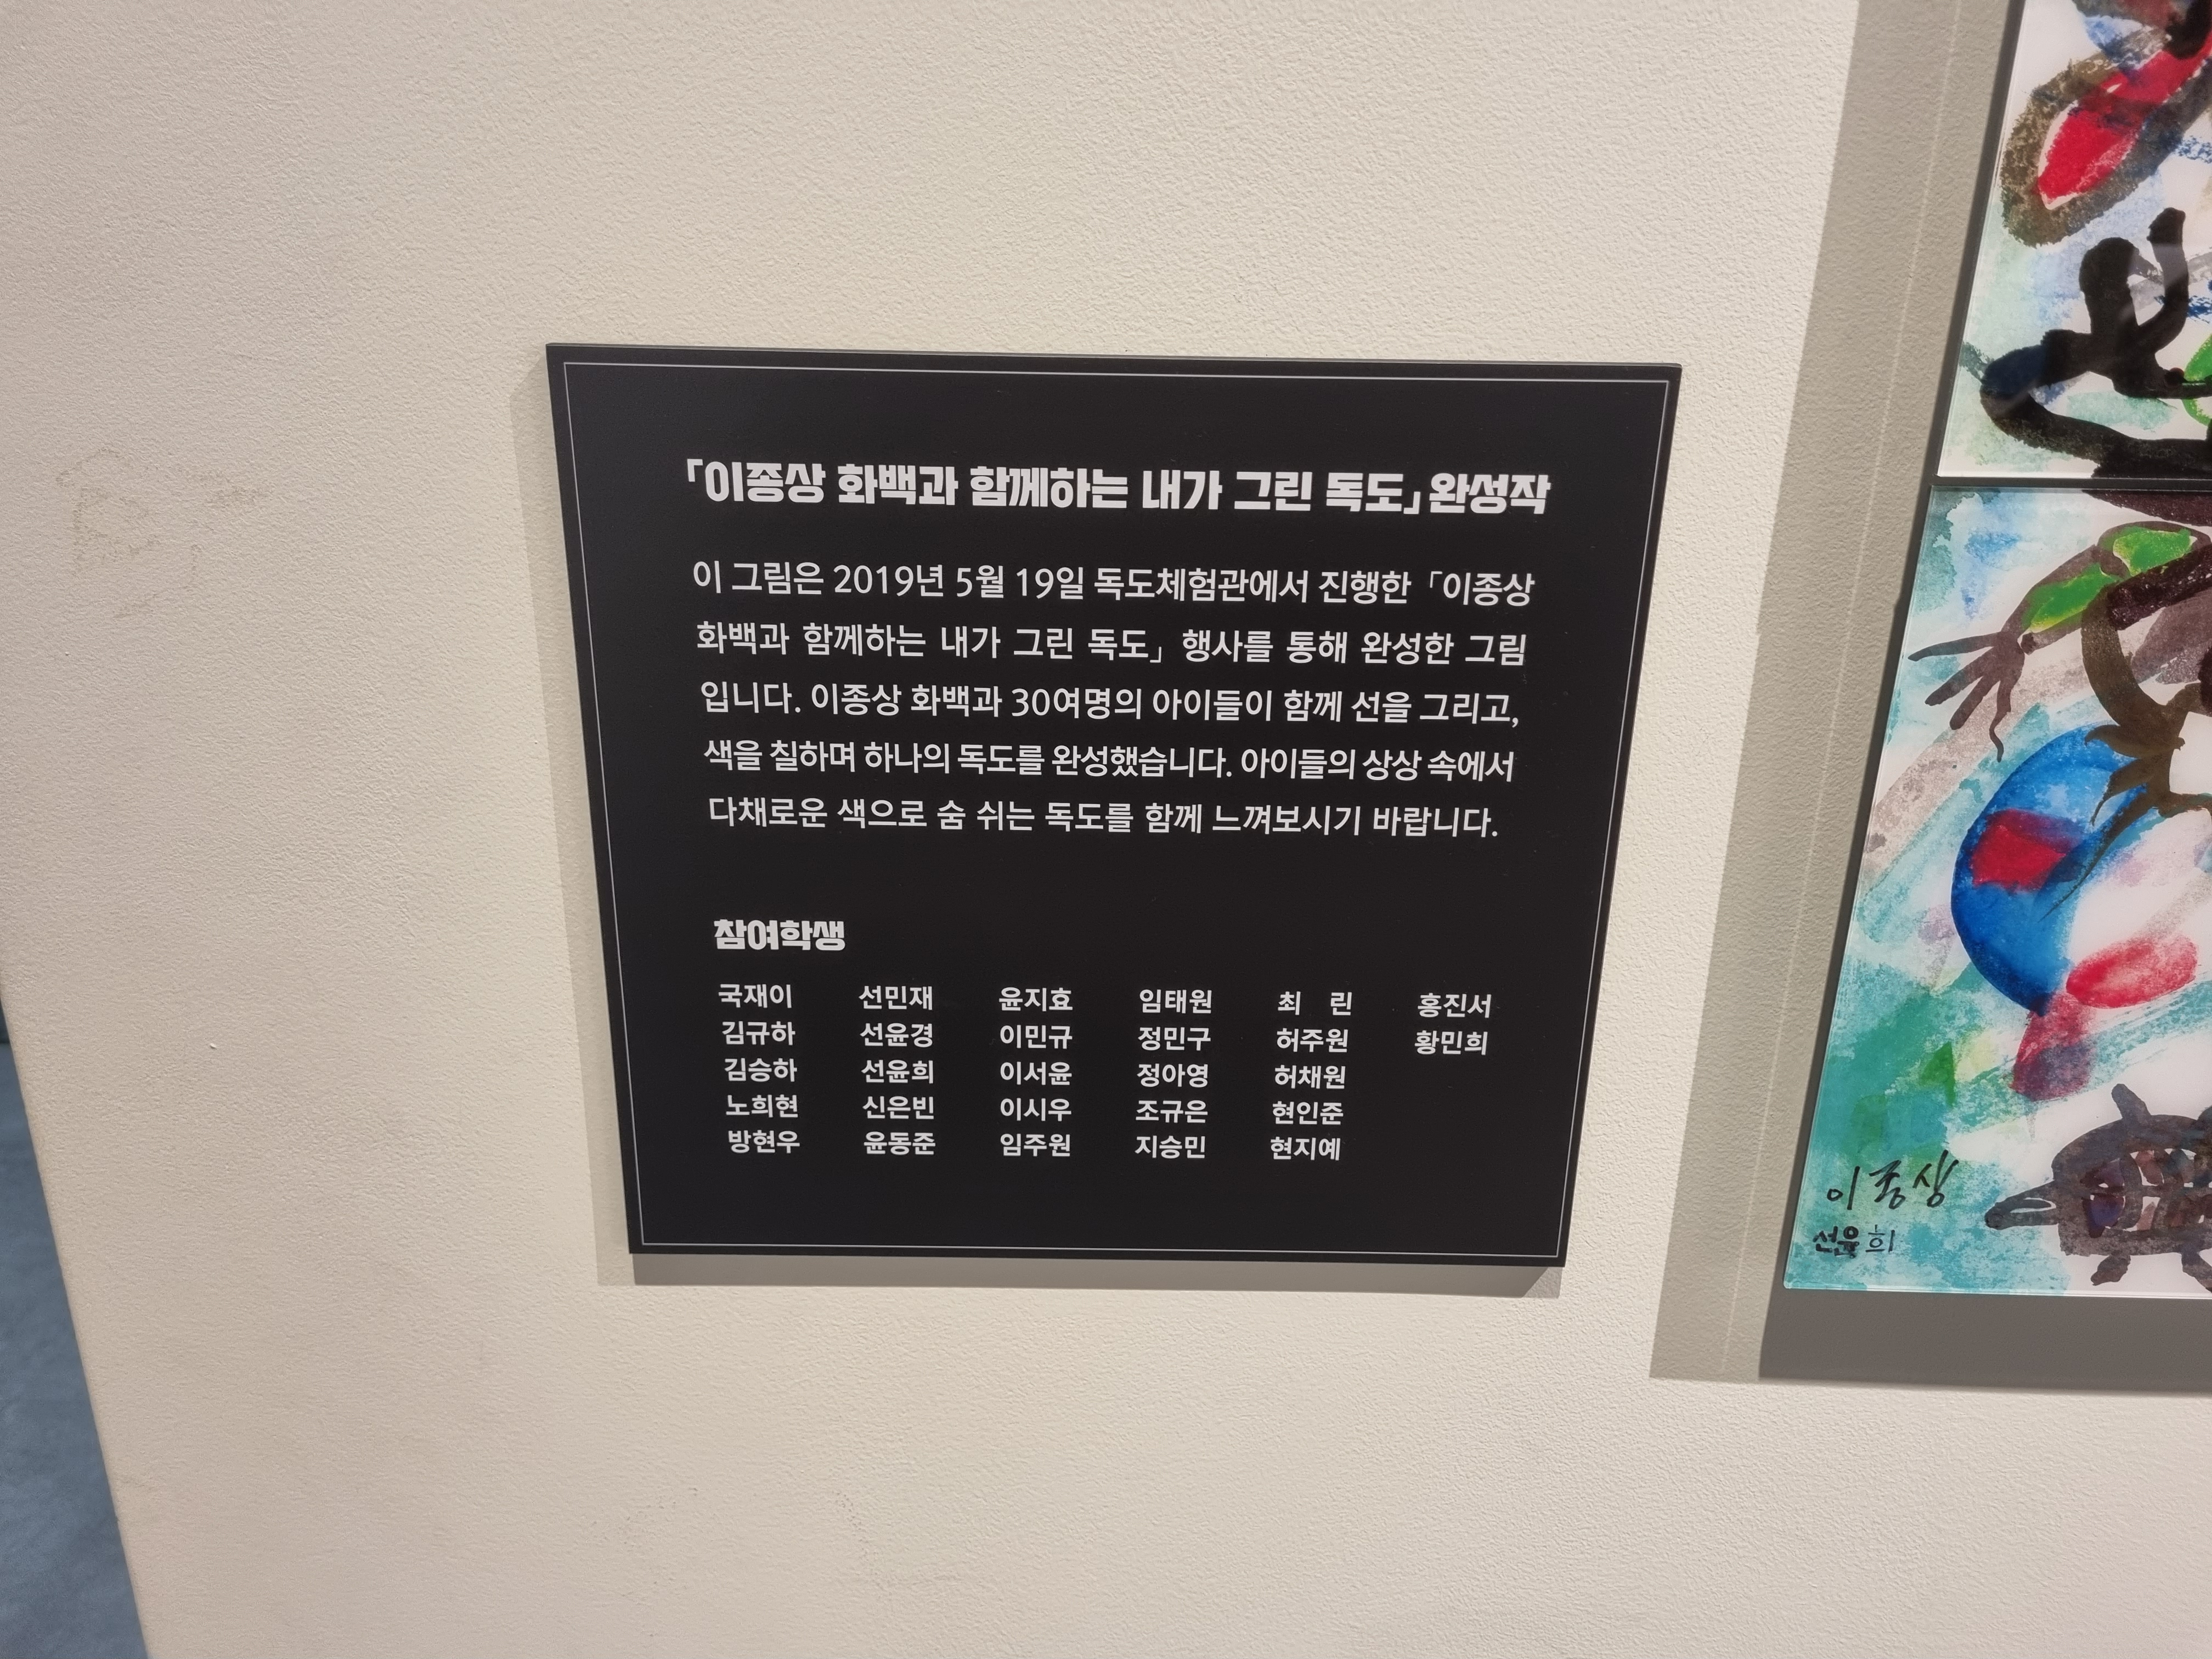 「이종상 화백과 함께하는 내가 그린 독도」완성작
이 그림은 2019년 5월 19일 독도체험관에서 진행한 「이종상
화백과 함께하는 내가 그린 독도」 행사를 통해 완성한 그림
입니다. 이종상 화백과 30여명의 아이들이 함께 선을 그리고,
색을 칠하며 하나의 독도를 완성했습니다. 아이들의 상상 속에서
다채로운 색으로 숨 쉬는 독도를 함께 느껴보시기 바랍니다.
참여학생
국재이 선민재 윤지효 임태원 최 린 홍진서
김규하 선윤경 이민규 정민구 허주원 황민희
김승하 선윤희 이서윤 정아영 허채원
노희현 신은빈 이시우 조규은 현인준
방현우 윤동준 임주원 지승민 현지예
이종상
선윤희